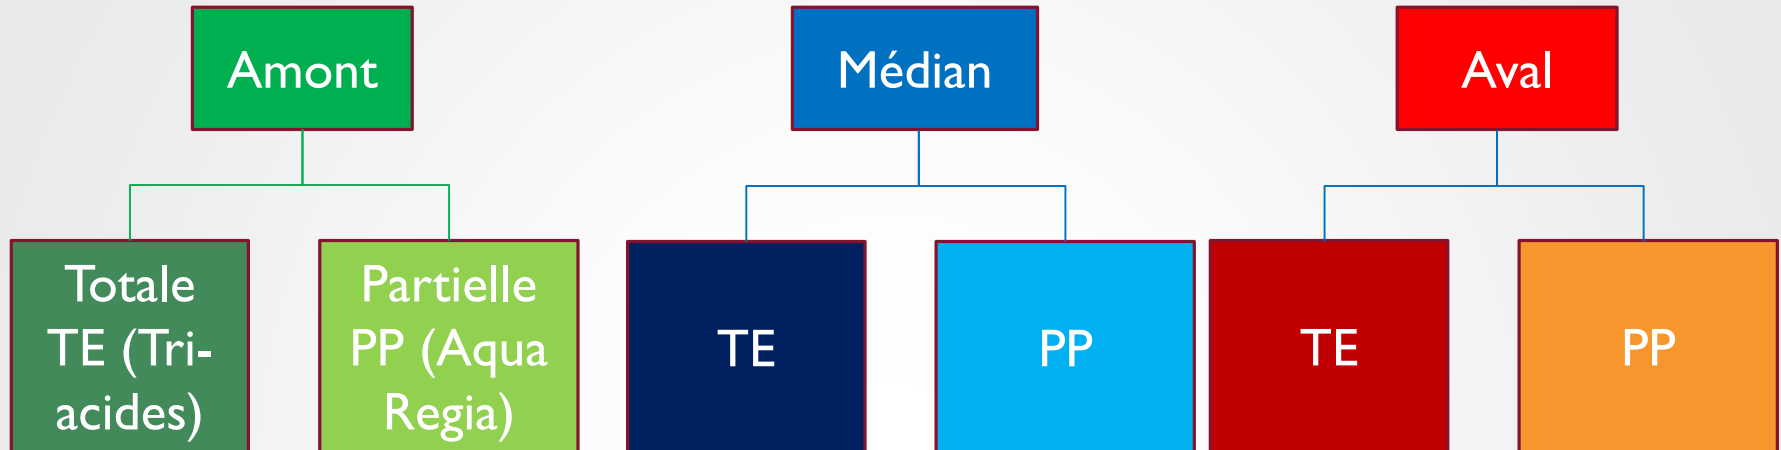 Amont
Médian
Aval
Totale
TE (Tri-
acides)
Partielle
PP (Aqua
Regia)
TE
PP
TE
PP